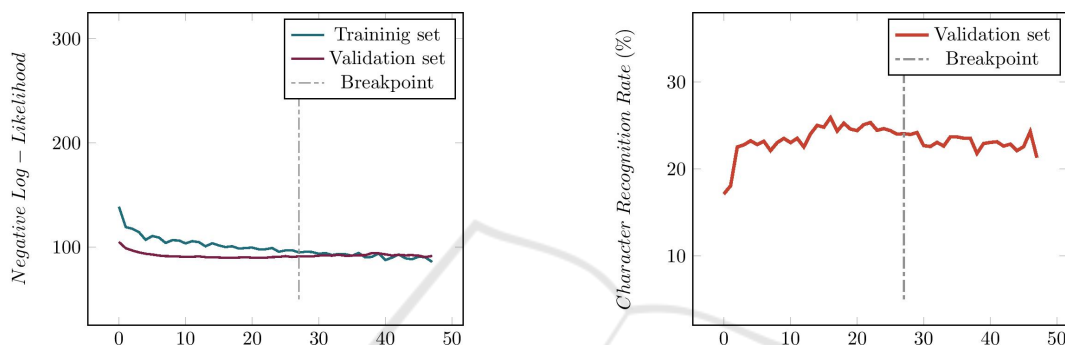 Negative Log − Likelihood
300
200
100
0 10 20 30 40 50
Traininig set
Validation set
Breakpoint
Character Recognition Rate (%)
30
20
10
0 10 20 30 40 50
Validation set
Breakpoint